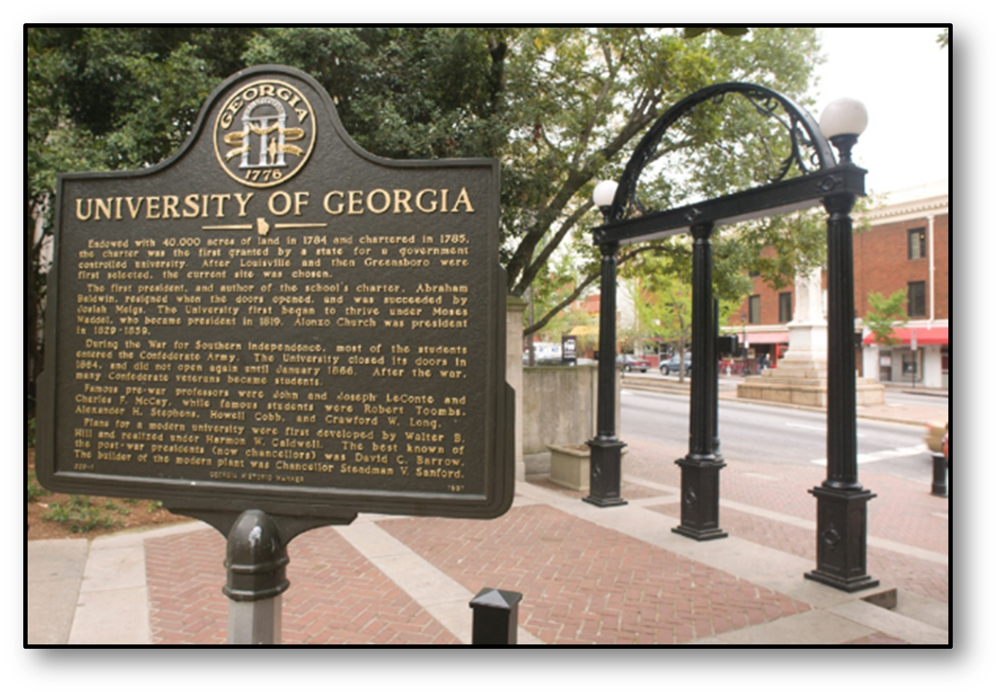 GEORGIA
1776
UNIVERSITY OF GEORGIA
Endowed with 40,000 acres of land in 1784 and chartered in 1785,
the charter was the first granted by a state for a government
controlled university. After Louisville and then Greensboro were
first selected, the current site was chosen.
The first president, and author of the school's charter, Abraham
Baldwin, resigned when the doors opened, and was succeeded by
Josiah Meigs. The University first began to thrive under Moses
Waddel, who became president in 1819. Alonzo Church was president
in 1829-1859.
During the War for Southern Independence, most of the students
entered the Confederate Army. The University closed its doors in
1864, and did not open again until January 1866. After the war,
many Confederate veterans became students.
Famous pre-war professors were John and Joseph LeConte and
Charles F. McCay, while famous students were Robert Toombs,
Alexander H. Stephens, Howell Cobb, and Crawford W. Long.
Plans for a modern university were first developed by Walter B.
Hill and realized under Harmon W. Caldwell. The best known of
the post-war presidents (now chancellors) was David C. Barrow.
The builder of the modern plant was Chancellor Steadman V. Sanford.
GEORGIA HISTORIC MARKER